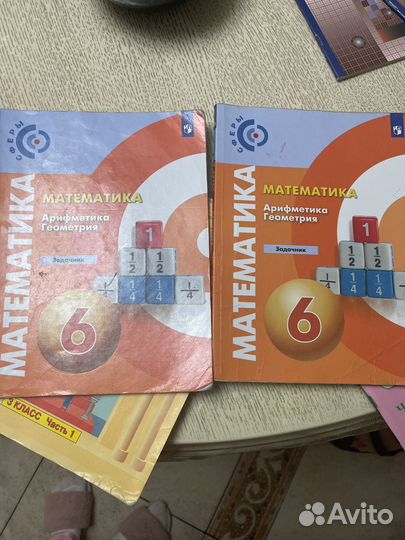 СФЕРЫ
МАТЕМАТИКА
МАТЕМАТИКА
Арифметика
Геометрия
Задачник
1
1/2 1/2
1/4 1/4 1/4 1/4
6
СФЕРЫ
МАТЕМАТИКА
МАТЕМАТИКА
Арифметика
Геометрия
Задачник
1
1/2 1/2
1/4 1/4 1/4
6
3 КЛАСС Часть 1
Avito